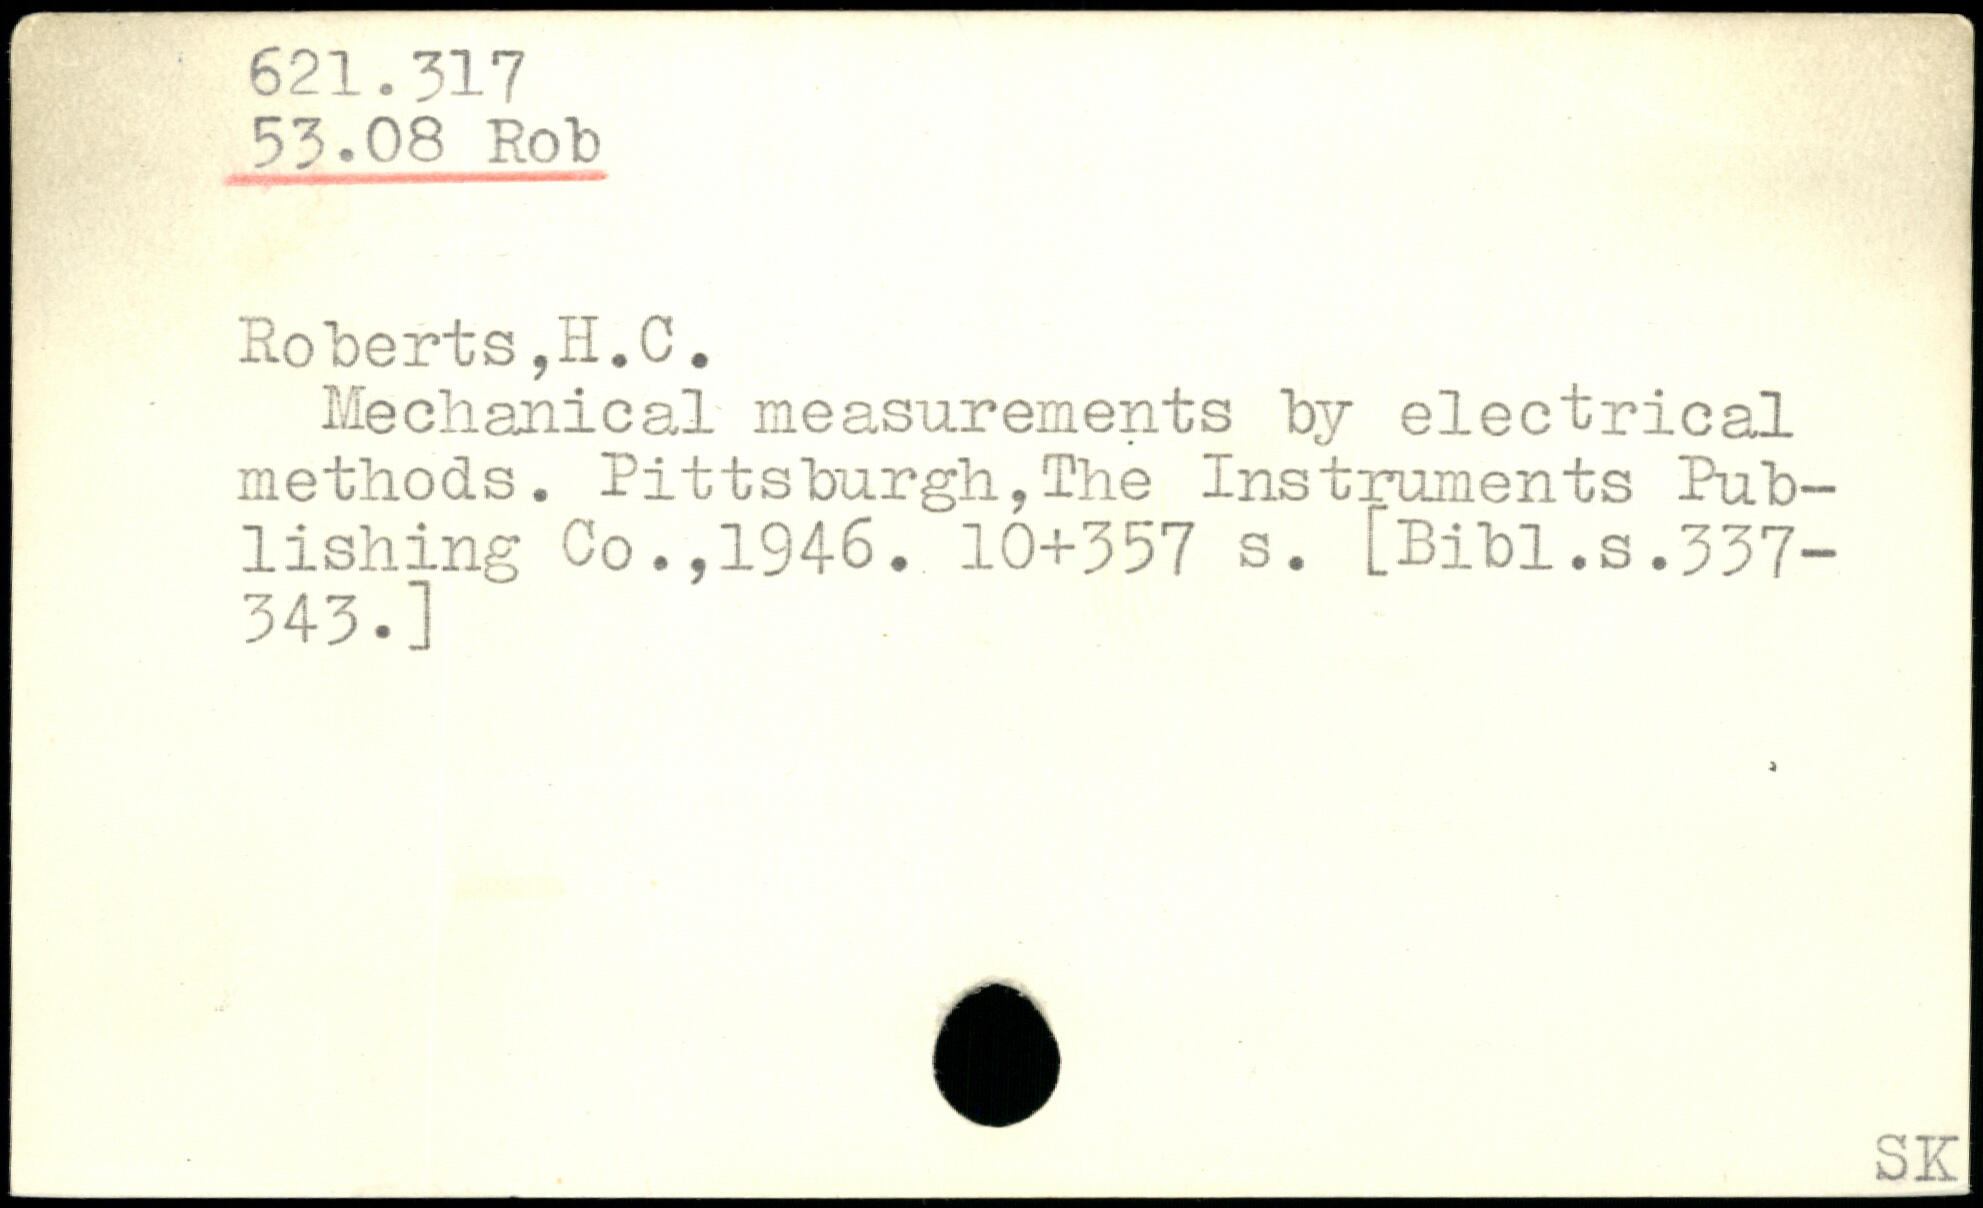 621.317
53.08 Rob
Roberts,H.C.
Mechanical measurements by electrical
methods. Pittsburgh,The Instruments Pub-
lishing Co.,1946. 10+357 s. [Bibl.s.337-
343.]
SK